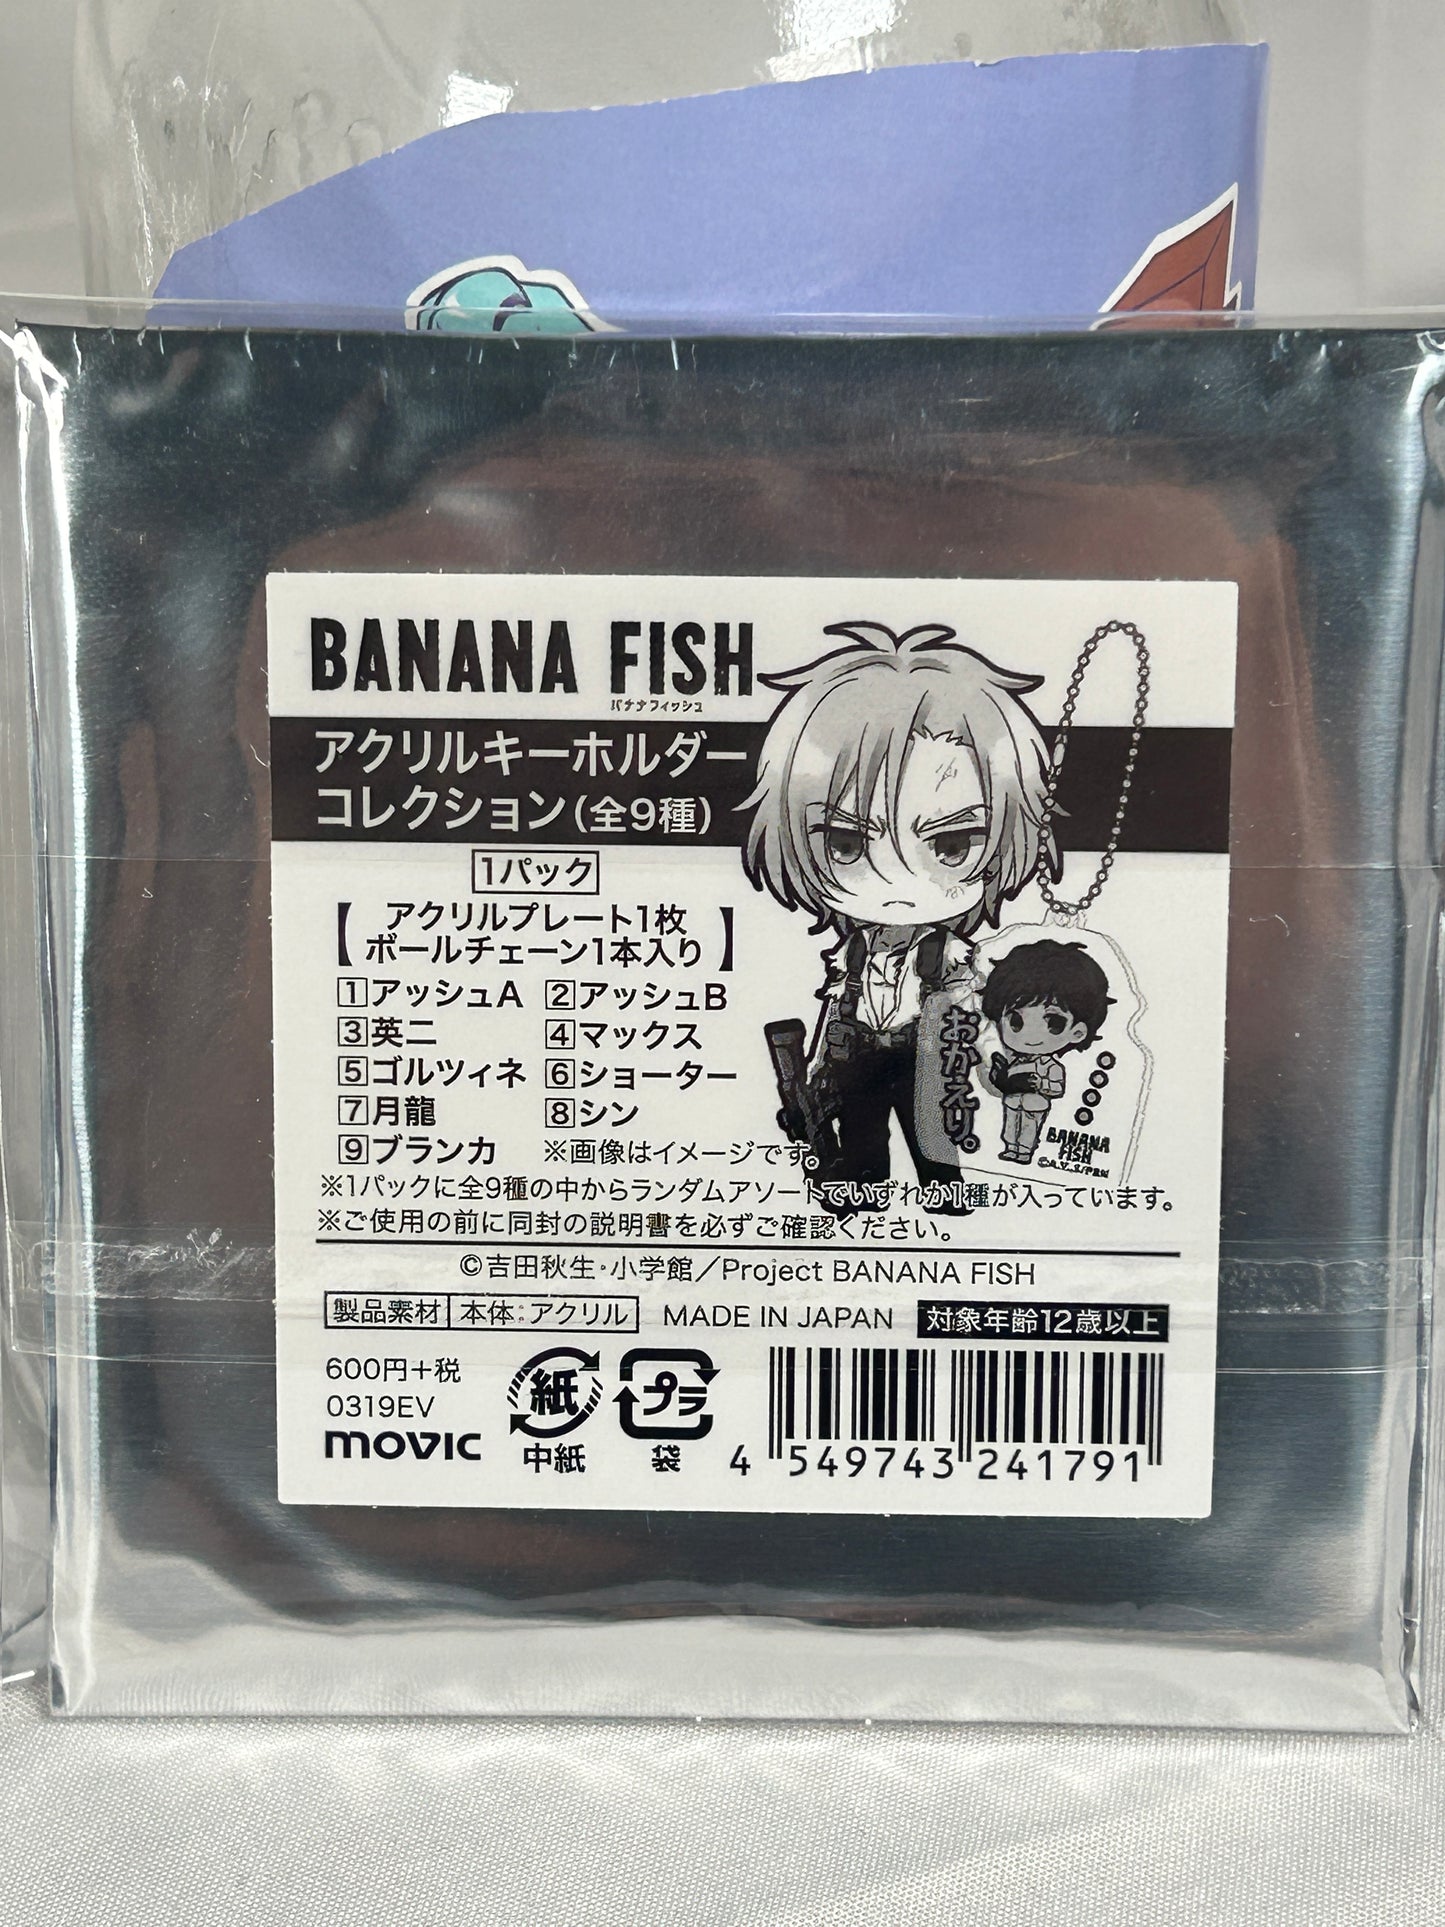 BANANA FISH
バナナフィッシュ
アクリルキーホルダー
コレクション(全9種)
1パック
【アクリルプレート1枚
ボールチェーン1本入り】
1アッシュA 2アッシュB
3英二 4マックス
5ゴルツィネ 6ショーター
7月龍 8シン
9ブランカ ※画像はイメージです。
※1パックに全9種の中からランダムアソートでいずれか1種が入っています。
※ご使用の前に同封の説明書を必ずご確認ください。
©吉田秋生・小学館/Project BANANA FISH
製品素材 本体:アクリル MADE IN JAPAN 対象年齢12歳以上
600円+税
0319EV
movic
紙
中紙
プラ
袋
4 549743 241791
おかえり。
BANANA
FISH